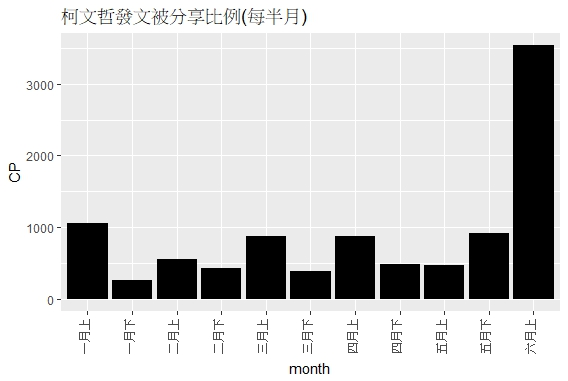 柯文哲發文被分享比例(每半月)
3000
2000
1000
0
CP
一月上
一月下
二月上
二月下
三月上
三月下
四月上
四月下
五月上
五月下
六月上
month